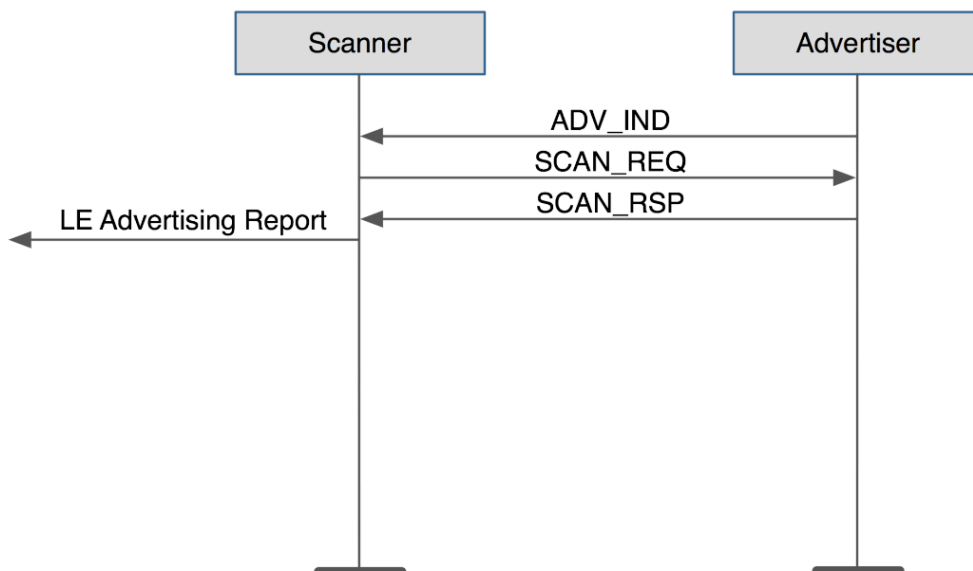 Scanner
Advertiser
ADV_IND
SCAN_REQ
SCAN_RSP
LE Advertising Report